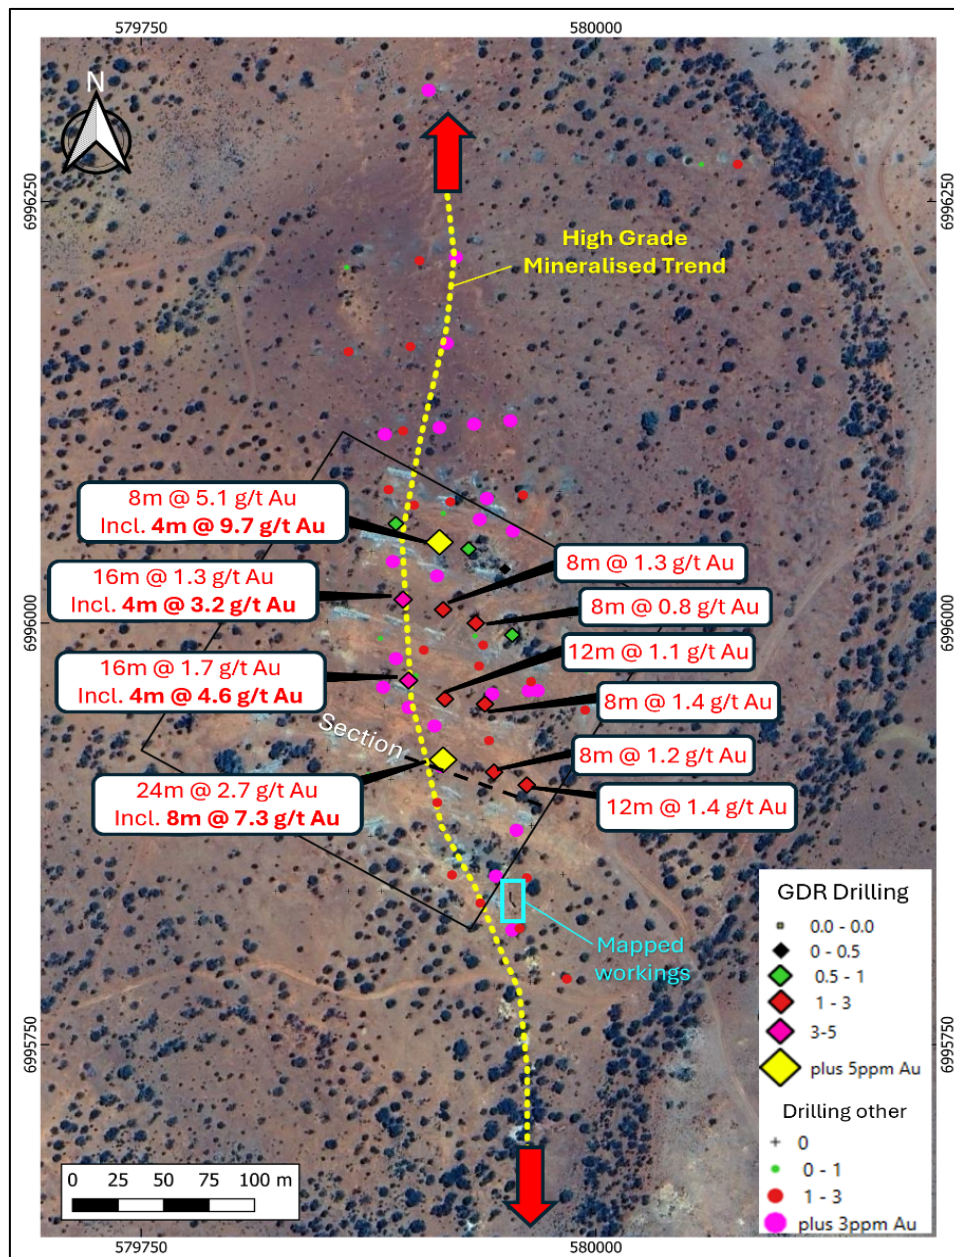 579750
580000
N
6996250
6996250
High Grade
Mineralised Trend
8m @ 5.1 g/t Au
Incl. 4m @ 9.7 g/t Au
8m @ 1.3 g/t Au
16m @ 1.3 g/t Au
Incl. 4m @ 3.2 g/t Au
8m @ 0.8 g/t Au
6996000
6996000
12m @ 1.1 g/t Au
16m @ 1.7 g/t Au
Incl. 4m @ 4.6 g/t Au
8m @ 1.4 g/t Au
Section
8m @ 1.2 g/t Au
24m @ 2.7 g/t Au
Incl. 8m @ 7.3 g/t Au
12m @ 1.4 g/t Au
Mapped
workings
6995750
6995750
GDR Drilling
0.0 - 0.0
0 - 0.5
0.5 - 1
1 - 3
3-5
plus 5ppm Au
Drilling other
0
0 - 1
1 - 3
plus 3ppm Au
0 25 50 75 100 m
579750
580000